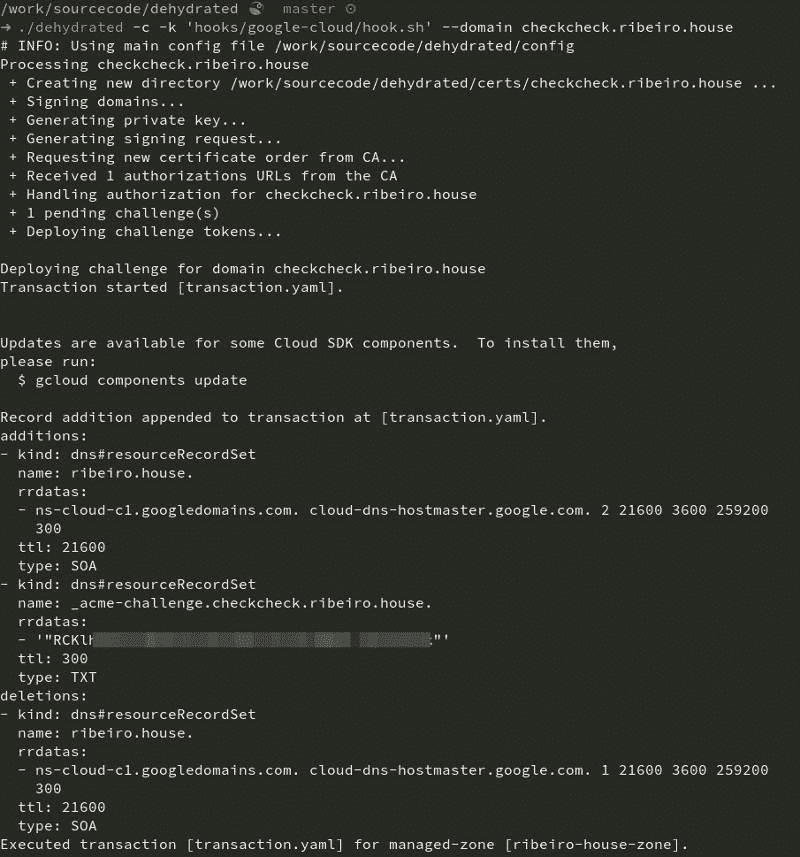 /work/sourcecode/dehydrated master
➜ ./dehydrated -c -k 'hooks/google-cloud/hook.sh' --domain checkcheck.ribeiro.house
# INFO: Using main config file /work/sourcecode/dehydrated/config
Processing checkcheck.ribeiro.house
+ Creating new directory /work/sourcecode/dehydrated/certs/checkcheck.ribeiro.house ...
+ Signing domains...
+ Generating private key...
+ Generating signing request...
+ Requesting new certificate order from CA...
+ Received 1 authorizations URLs from the CA
+ Handling authorization for checkcheck.ribeiro.house
+ 1 pending challenge(s)
+ Deploying challenge tokens...
Deploying challenge for domain checkcheck.ribeiro.house
Transaction started [transaction.yaml].
Updates are available for some Cloud SDK components.  To install them,
please run:
$ gcloud components update
Record addition appended to transaction at [transaction.yaml].
additions:
- kind: dns#resourceRecordSet
name: ribeiro.house.
rrdatas:
- ns-cloud-c1.googledomains.com. cloud-dns-hostmaster.google.com. 2 21600 3600 259200
300
ttl: 21600
type: SOA
- kind: dns#resourceRecordSet
name: _acme-challenge.checkcheck.ribeiro.house.
rrdatas:
- '"RCKlh "'
ttl: 300
type: TXT
deletions:
- kind: dns#resourceRecordSet
name: ribeiro.house.
rrdatas:
- ns-cloud-c1.googledomains.com. cloud-dns-hostmaster.google.com. 1 21600 3600 259200
300
ttl: 21600
type: SOA
Executed transaction [transaction.yaml] for managed-zone [ribeiro-house-zone].